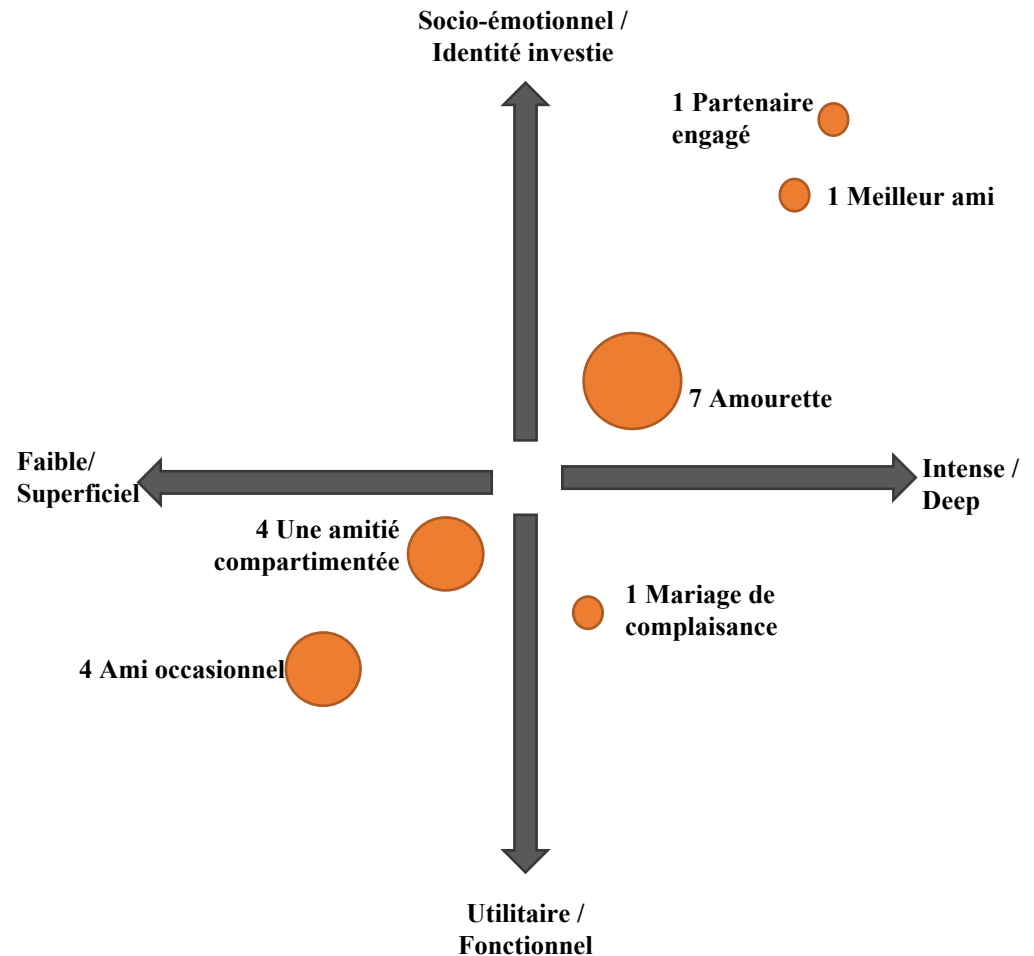 Socio-émotionnel /
Identité investie
1 Partenaire
engagé
1 Meilleur ami
7 Amourette
Faible/
Superficiel
Intense /
Deep
4 Une amitié
compartimentée
1 Mariage de
complaisance
4 Ami occasionnel
Utilitaire /
Fonctionnel